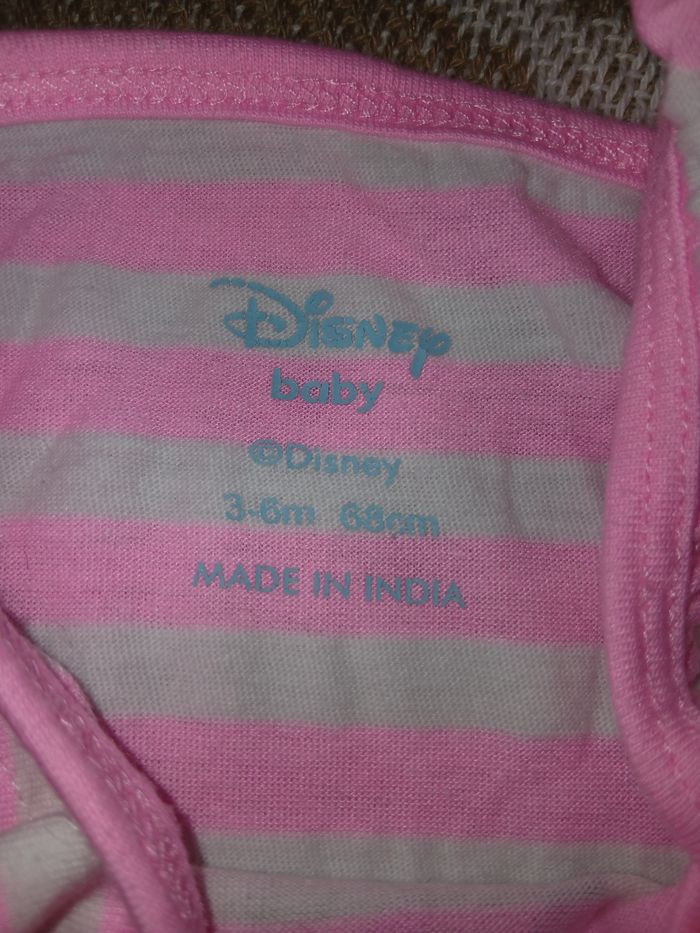 Disney
baby
©Disney
3-6m 68cm
MADE IN INDIA